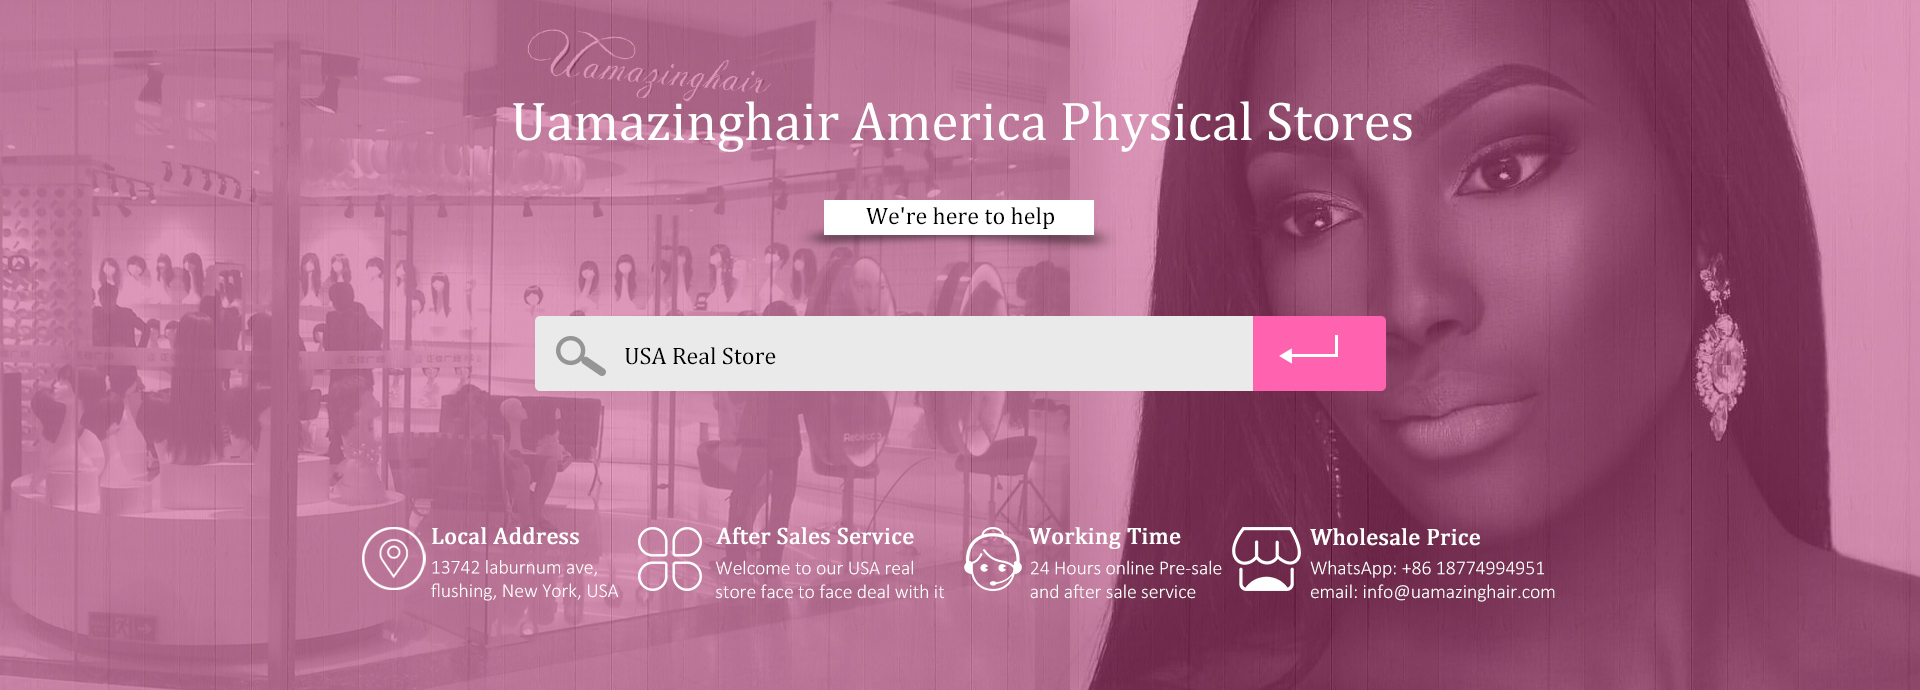 Uamazinghair
Uamazinghair America Physical Stores
We're here to help
USA Real Store
Local Address
13742 laburnum ave,
flushing, New York, USA
After Sales Service
Welcome to our USA real
store face to face deal with it
Working Time
24 Hours online Pre-sale
and after sale service
Wholesale Price
WhatsApp: +86 18774994951
email: info@uamazinghair.com
Rebecca